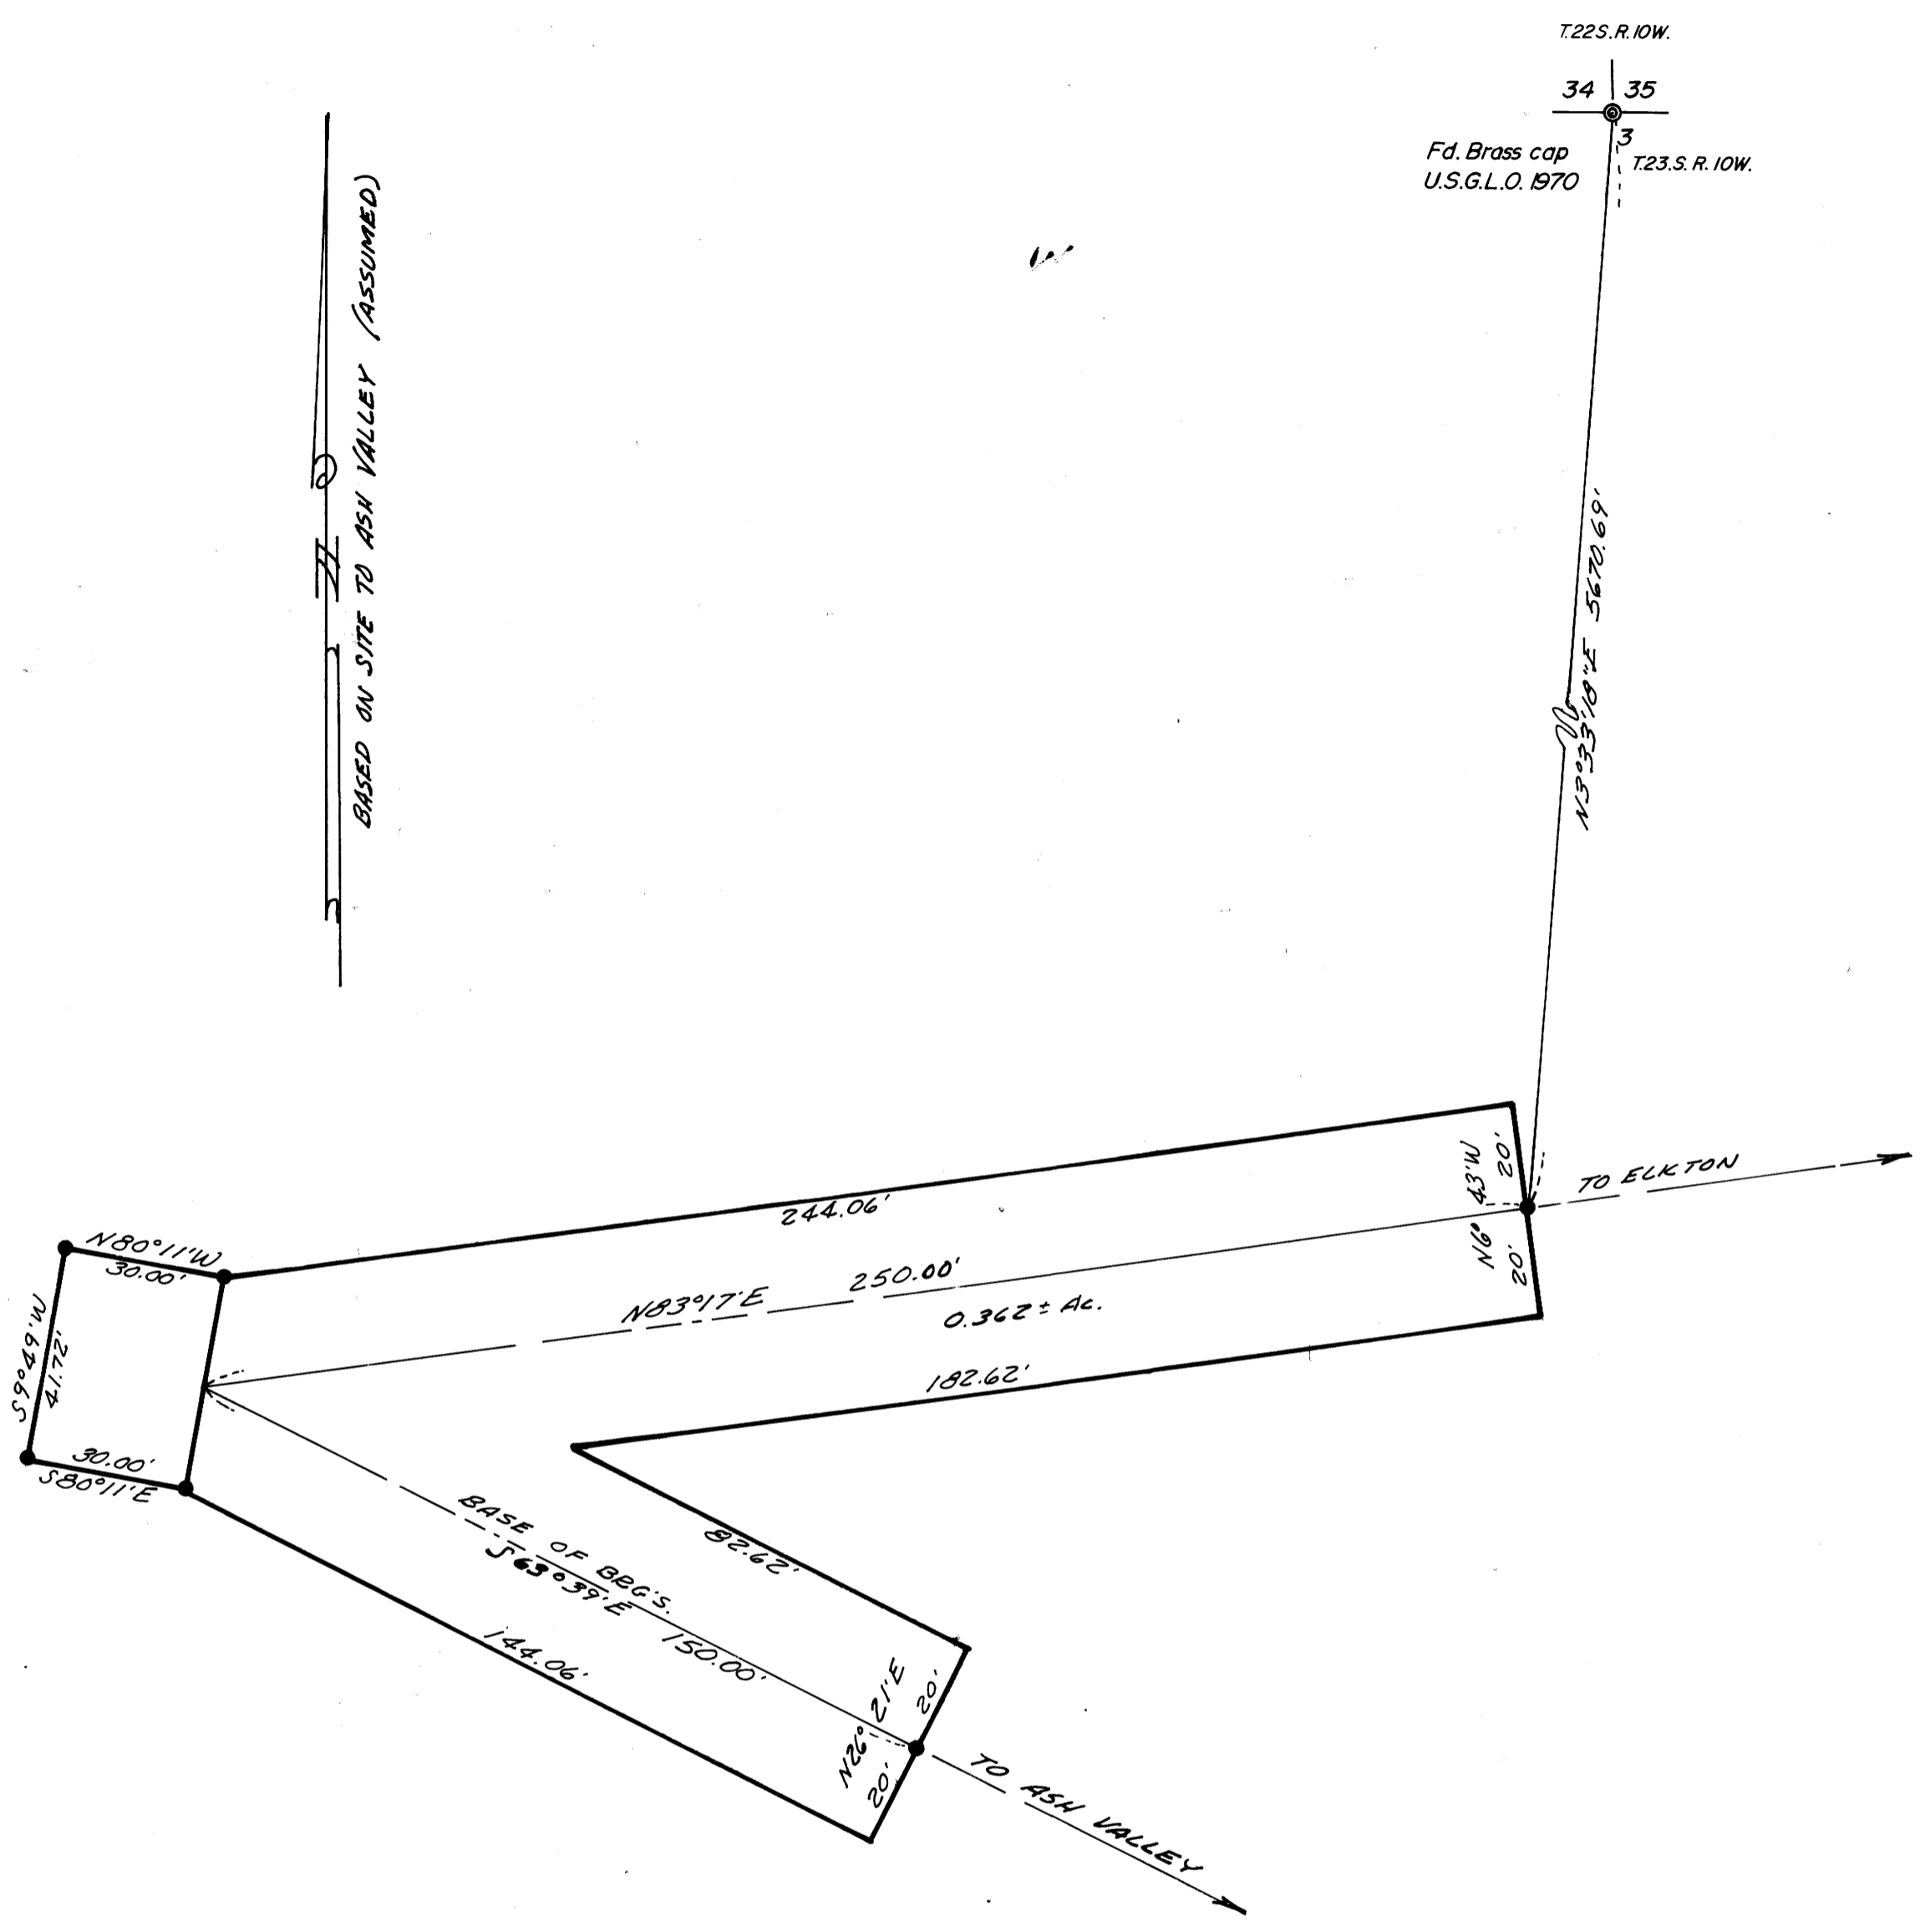 T.22S.R.10W.
34 35
3
Fd. Brass cap
U.S.G.L.O. 1970
T.23.S. R. 10W.
BASED ON SITE TO ASH VALLEY (ASSUMED)
N3°33'18"E 5670.69'
TO ELKTON
N6° 43'W
20'
20'
244.06'
N80°11'W
30.00'
N83°17'E 250.00'
0.362 ± Ac.
S9°49'W
41.72'
182.62'
30.00'
S80°11'E
82.62'
BASE OF BRG'S.
S63°39'E 150.00'
144.06'
N26° 21'E
20'
20'
TO ASH VALLEY